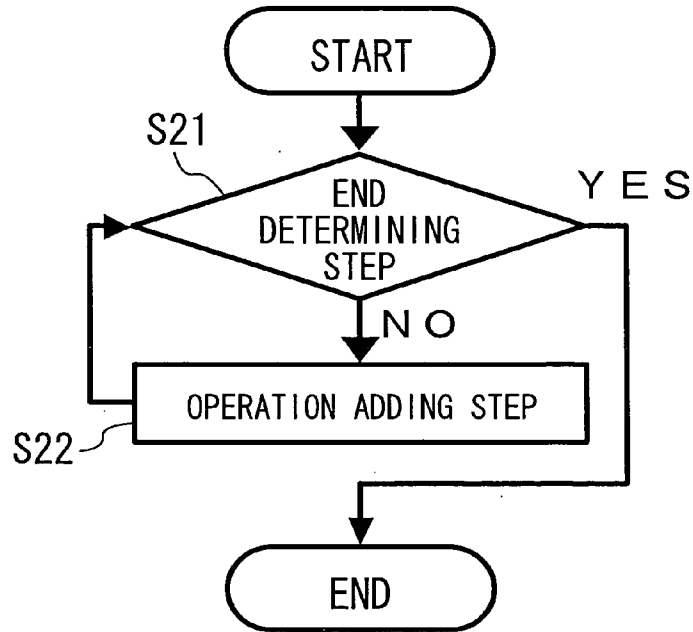 START
S21
END
DETERMINING
STEP
YES
NO
OPERATION ADDING STEP
S22
END